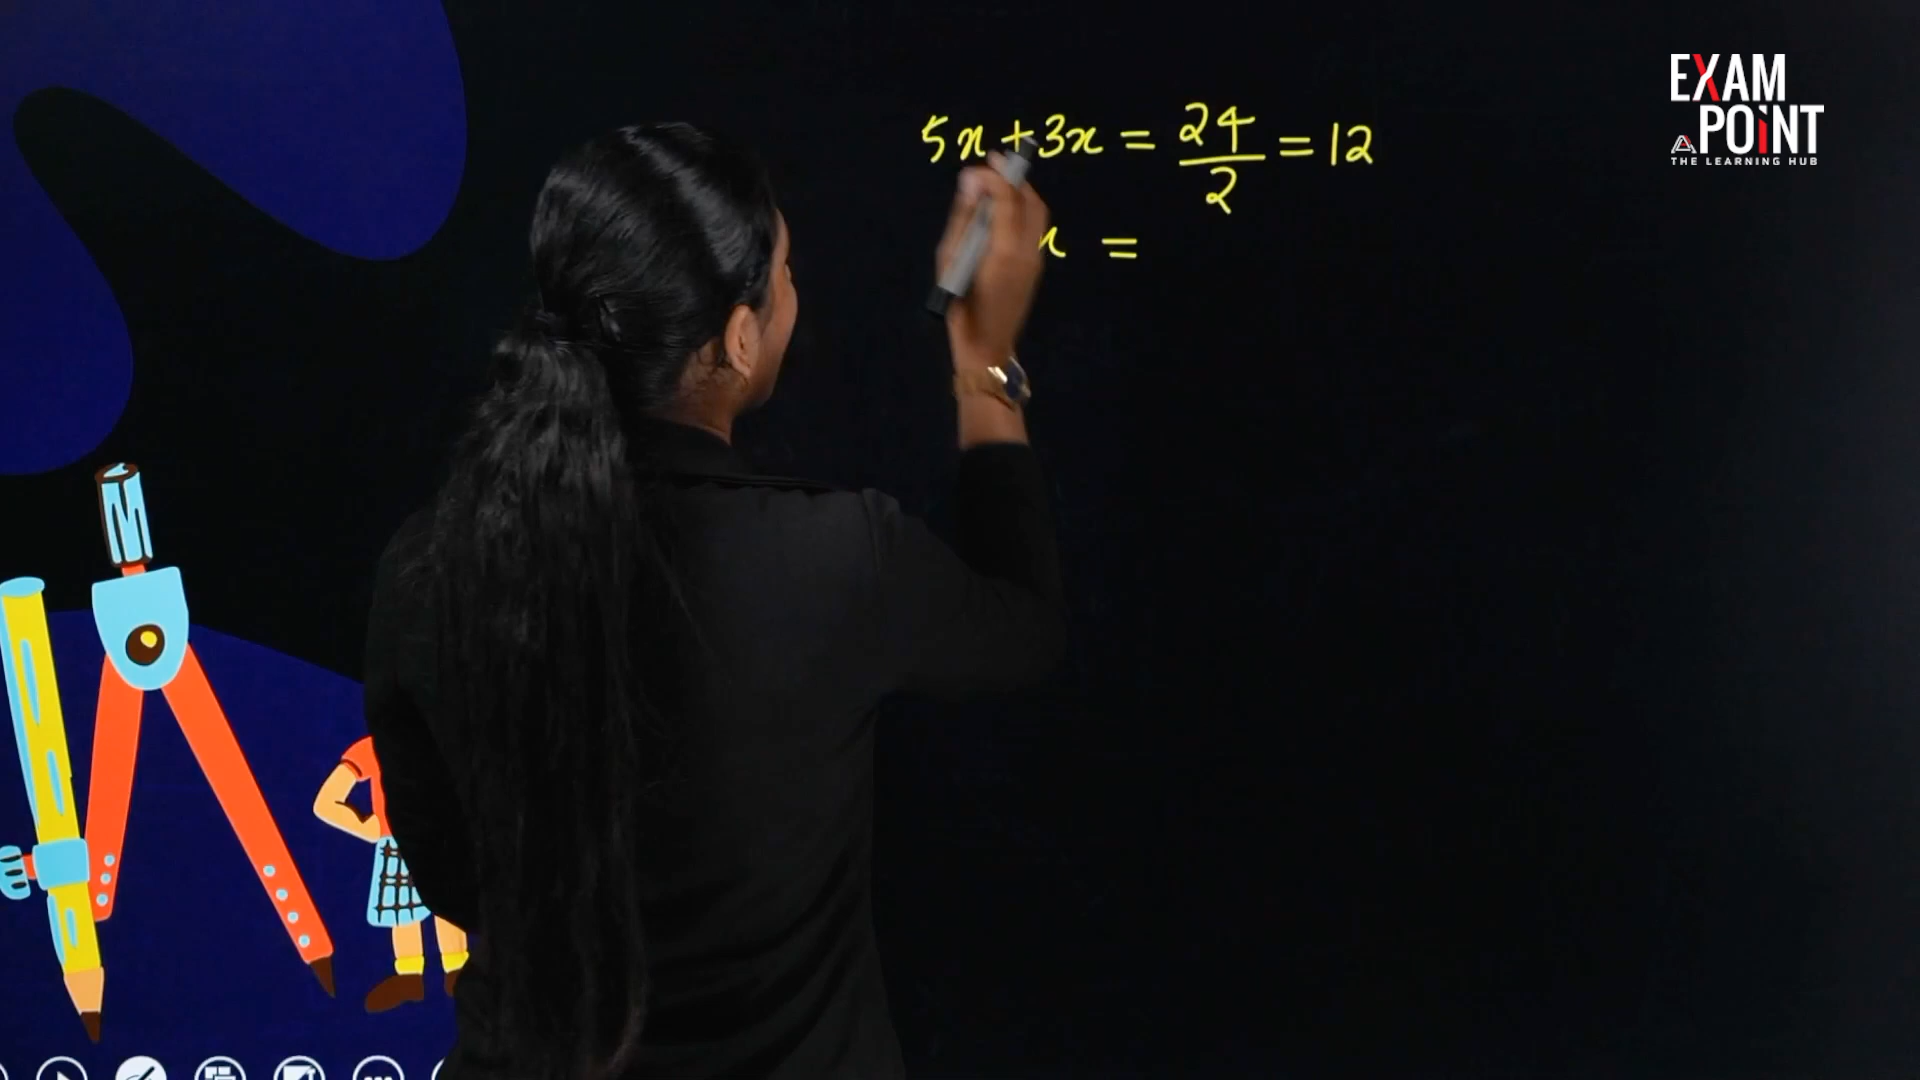 5x + 3x = 24/2 = 12
x =
EXAM
POINT
THE LEARNING HUB